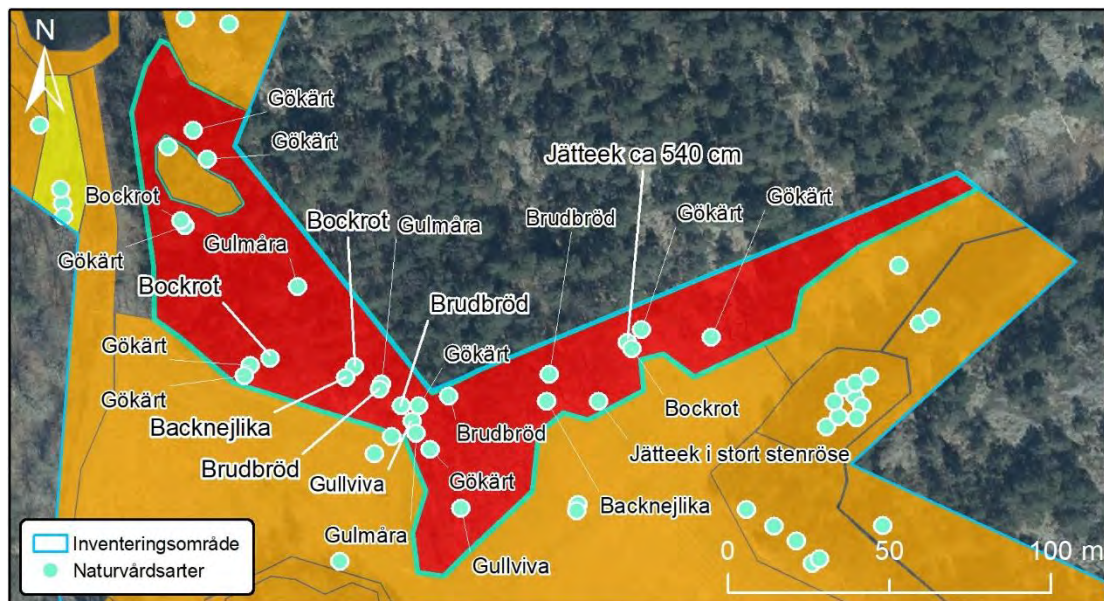 N
Gökärt
Gökärt
Jätteek ca 540 cm
Bockrot
Bockrot
Gulmåra
Brudbröd
Gökärt
Gökärt
Gökärt
Gulmåra
Bockrot
Brudbröd
Gökärt
Gökärt
Gökärt
Bockrot
Backnejlika
Brudbröd
Brudbröd
Gullviva
Gökärt
Jätteek i stort stenröse
Backnejlika
Gulmåra
Gullviva
Inventeringsområde
Naturvårdsarter
0 50 100 m